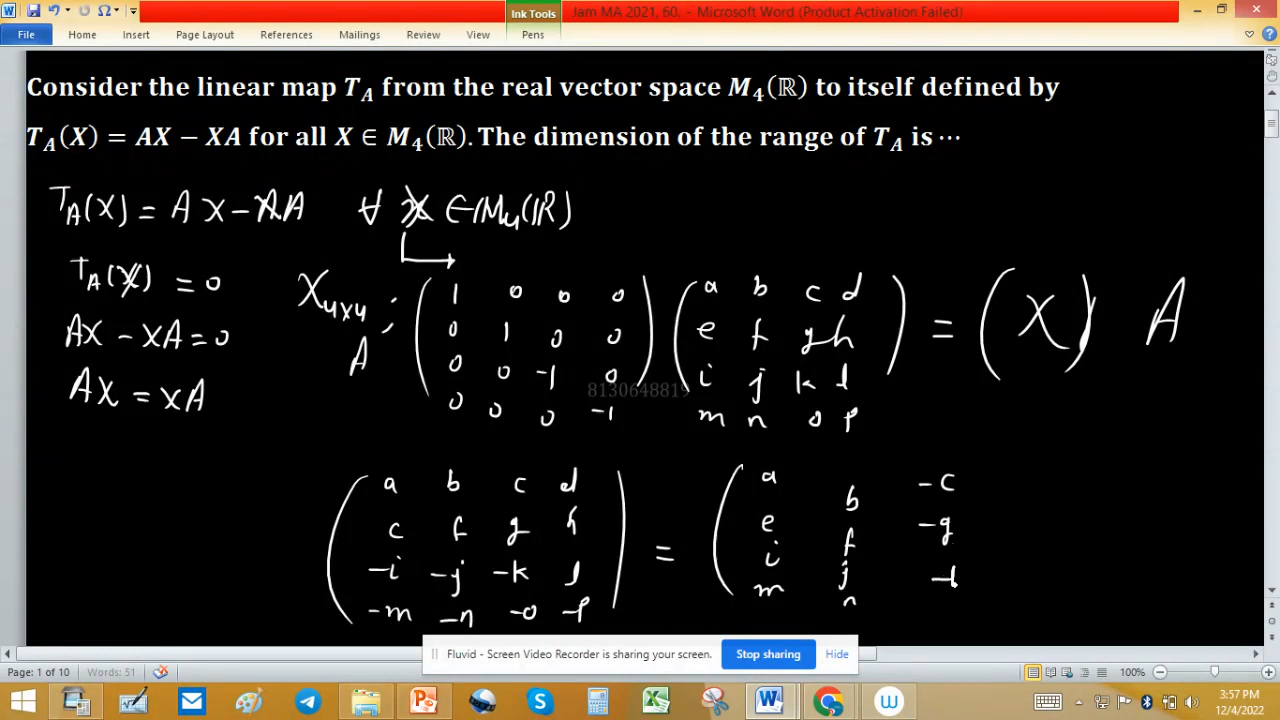 Jam MA 2021, 60. - Microsoft Word (Product Activation Failed)
Ink Tools
File Home Insert Page Layout References Mailings Review View Pens
Consider the linear map T_A from the real vector space M_4(ℝ) to itself defined by
T_A(X) = AX − XA for all X ∈ M_4(ℝ). The dimension of the range of T_A is ⋯
T_A(X) = A X − XA ∀ X ∈ M_4(ℝ)
T_A(X) = 0
AX − XA = 0
AX = XA
X_4x4 :
A
1 0 0 0
0 1 0 0
0 0 -1 0
0 0 0 -1
a b c d
e f g h
i j k l
m n o p
= (X) A
8130648819
a b c d
c f g h
-i -j -k l
-m -n -o -p
=
a b -c
e f -g
i j -k
m n
Fluvid - Screen Video Recorder is sharing your screen. Stop sharing Hide
Page: 1 of 10 Words: 51 100%
3:57 PM
12/4/2022